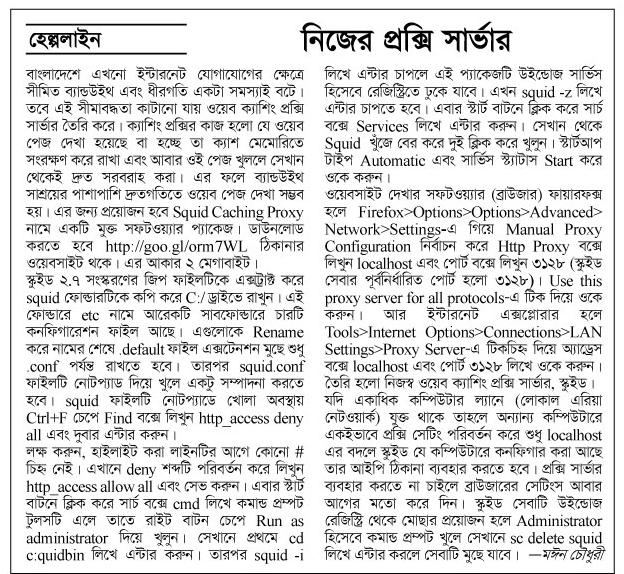 হেল্পলাইন
নিজের প্রক্সি সার্ভার
বাংলাদেশে এখনো ইন্টারনেট যোগাযোগের ক্ষেত্রে
সীমিত ব্যান্ডউইথ এবং ধীরগতি একটা সমস্যাই বটে।
তবে এই সীমাবদ্ধতা কাটানো যায় ওয়েব ক্যাশিং প্রক্সি
সার্ভার তৈরি করে। ক্যাশিং প্রক্সির কাজ হলো যে ওয়েব
পেজ দেখা হয়েছে বা হচ্ছে তা ক্যাশ মেমোরিতে
সংরক্ষণ করে রাখা এবং আবার ওই পেজ খুললে সেখান
থেকেই দ্রুত সরবরাহ করা। এর ফলে ব্যান্ডউইথ
সাশ্রয়ের পাশাপাশি দ্রুতগতিতে ওয়েব পেজ দেখা সম্ভব
হয়। এর জন্য প্রয়োজন হবে Squid Caching Proxy
নামে একটি মুক্ত সফটওয়্যার প্যাকেজ। ডাউনলোড
করতে হবে http://goo.gl/orm7WL ঠিকানার
ওয়েবসাইট থকে। এর আকার ২ মেগাবাইট।
স্কুইড ২.৭ সংস্করণের জিপ ফাইলটিকে এক্সট্রাক্ট করে
squid ফোল্ডারটিকে কপি করে C:/ ড্রাইভে রাখুন। এই
ফোল্ডারে etc নামে আরেকটি সাবফোল্ডারে চারটি
কনফিগারেশন ফাইল আছে। এগুলোকে Rename
করে নামের শেষে .default ফাইল এক্সটেনশন মুছে শুধু
.conf পর্যন্ত রাখতে হবে। তারপর squid.conf
ফাইলটি নোটপ্যাড দিয়ে খুলে একটু সম্পাদনা করতে
হবে। squid ফাইলটি নোটপ্যাডে খোলা অবস্থায়
Ctrl+F চেপে Find বক্সে লিখুন http_access deny
all এবং দুবার এন্টার করুন।
লক্ষ করুন, হাইলাইট করা লাইনটির আগে কোনো #
চিহ্ন নেই। এখানে deny শব্দটি পরিবর্তন করে লিখুন
http_access allow all এবং সেভ করুন। এবার স্টার্ট
বাটনে ক্লিক করে সার্চ বক্সে cmd লিখে কমান্ড প্রম্পট
টুলসটি এলে তাতে রাইট বাটন চেপে Run as
administrator দিয়ে খুলুন। সেখানে প্রথমে cd
c:quidbin লিখে এন্টার করুন। তারপর squid -i
লিখে এন্টার চাপলে এই প্যাকেজটি উইন্ডোজ সার্ভিস
হিসেবে রেজিস্ট্রিতে ঢুকে যাবে। এখন squid -z লিখে
এন্টার চাপতে হবে। এবার স্টার্ট বাটনে ক্লিক করে সার্চ
বক্সে Services লিখে এন্টার করুন। সেখান থেকে
Squid খুঁজে বের করে দুই ক্লিক করে খুলুন। স্টার্টআপ
টাইপ Automatic এবং সার্ভিস স্ট্যাটাস Start করে
ওকে করুন।
ওয়েবসাইট দেখার সফটওয়্যার (ব্রাউজার) ফায়ারফক্স
হলে Firefox>Options>Options>Advanced>
Network>Settings-এ গিয়ে Manual Proxy
Configuration নির্বাচন করে Http Proxy বক্সে
লিখুন localhost এবং পোর্ট বক্সে লিখুন ৩১২৮ (স্কুইড
সেবার পূর্বনির্ধারিত পোর্ট হলো ৩১২৮)। Use this
proxy server for all protocols-এ টিক দিয়ে ওকে
করুন। আর ইন্টারনেট এক্সপ্লোরার হলে
Tools>Internet Options>Connections>LAN
Settings>Proxy Server-এ টিকচিহ্ন দিয়ে অ্যাড্রেস
বক্সে localhost এবং পোর্ট ৩১২৮ লিখে ওকে করুন।
তৈরি হলো নিজস্ব ওয়েব ক্যাশিং প্রক্সি সার্ভার, স্কুইড।
যদি একাধিক কম্পিউটার ল্যানে (লোকাল এরিয়া
নেটওয়ার্ক) যুক্ত থাকে তাহলে অন্যান্য কম্পিউটারে
একইভাবে প্রক্সি সেটিং পরিবর্তন করে শুধু localhost
এর বদলে স্কুইড যে কম্পিউটারে কনফিগার করা আছে
তার আইপি ঠিকানা ব্যবহার করতে হবে। প্রক্সি সার্ভার
ব্যবহার করতে না চাইলে ব্রাউজারের সেটিংস আবার
আগের মতো করে দিন। স্কুইড সেবাটি উইন্ডোজ
রেজিস্ট্রি থেকে মোছার প্রয়োজন হলে Administrator
হিসেবে কমান্ড প্রম্পট খুলে সেখানে sc delete squid
লিখে এন্টার করলে সেবাটি মুছে যাবে। —মঈন চৌধুরী